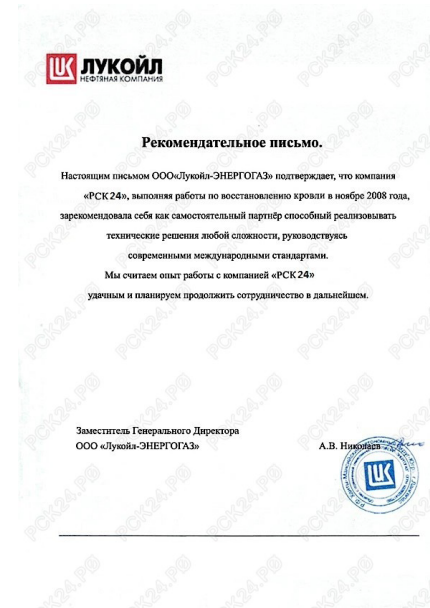 ЛУКОЙЛ
НЕФТЯНАЯ КОМПАНИЯ
Рекомендательное письмо.
Настоящим письмом ООО«Лукойл-ЭНЕРГОГАЗ» подтверждает, что компания
«РСК24», выполняя работы по восстановлению кровли в ноябре 2008 года,
зарекомендовала себя как самостоятельный партнёр способный реализовывать
технические решения любой сложности, руководствуясь
современными международными стандартами.
Мы считаем опыт работы с компанией «РСК24»
удачным и планируем продолжить сотрудничество в дальнейшем.
Заместитель Генерального Директора
ООО «Лукойл-ЭНЕРГОГАЗ»
А.В. Николаев
РСК24.РФ